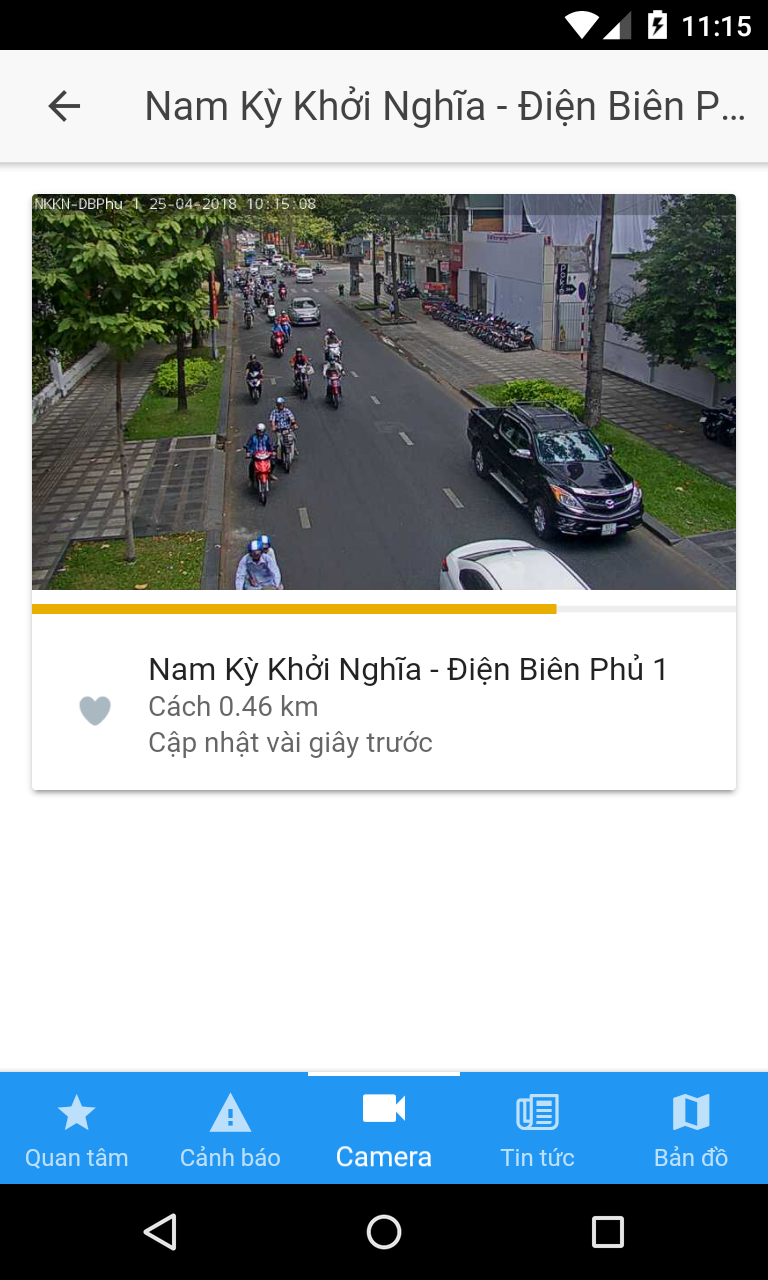 11:15
Nam Kỳ Khởi Nghĩa - Điện Biên P...
NKKN-DBPhu 1 25-04-2018 10:15:08
Nam Kỳ Khởi Nghĩa - Điện Biên Phủ 1
Cách 0.46 km
Cập nhật vài giây trước
Quan tâm
Cảnh báo
Camera
Tin tức
Bản đồ